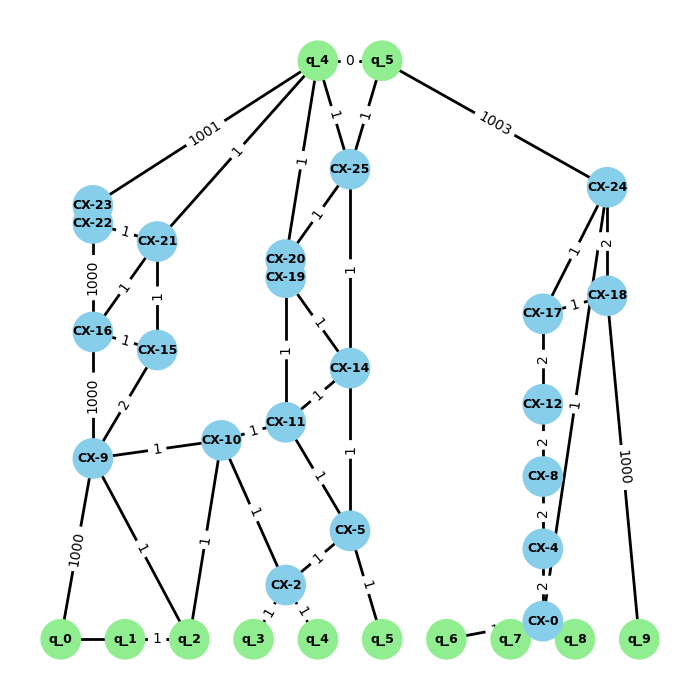 q_4 0 q_5
1001 1 1 1 1 1003
CX-25
CX-24
CX-23
CX-22 1 CX-21 1 1 2
CX-20
CX-19
1000 1 1 1 CX-18
CX-17 1
CX-16 1 CX-15 1 1 2
CX-14
1000 2 1 CX-12 1
CX-11
CX-10 1
CX-9 1 2
1 1 1000
CX-8
1 1 1 2
CX-5
1000 1 1 CX-4
1 1 2
CX-2
1 1 CX-0
q_0 q_1 1 q_2 q_3 q_4 q_5 q_6 q_7 q_8 q_9